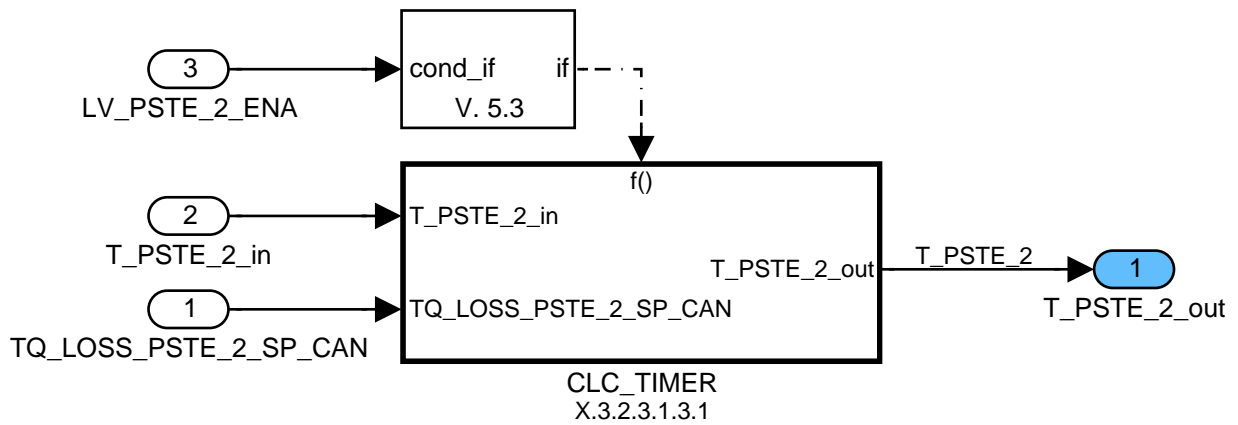 3
LV_PSTE_2_ENA
cond_if
if
V. 5.3
f()
2
T_PSTE_2_in
T_PSTE_2_in
1
TQ_LOSS_PSTE_2_SP_CAN
TQ_LOSS_PSTE_2_SP_CAN
T_PSTE_2_out
T_PSTE_2
1
T_PSTE_2_out
CLC_TIMER
X.3.2.3.1.3.1